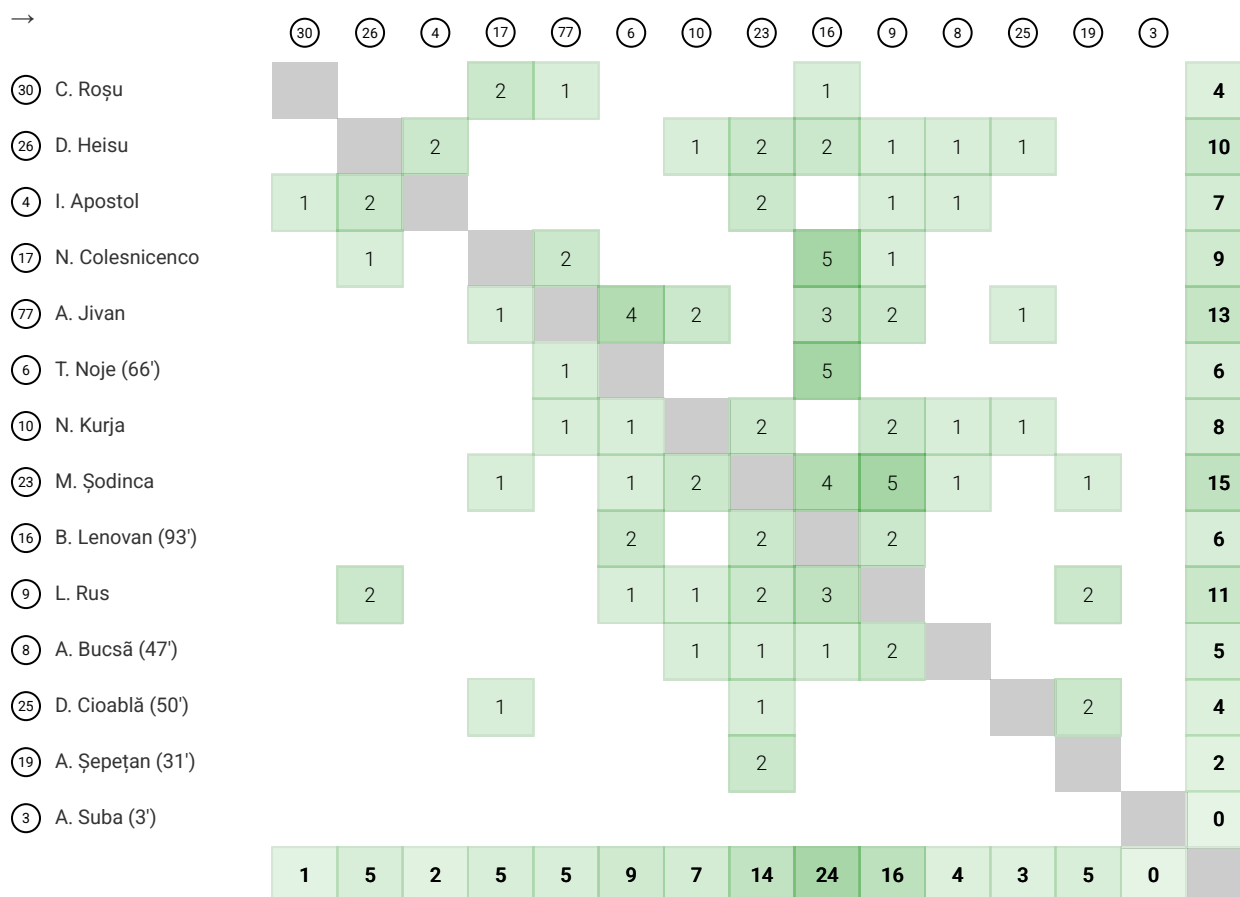 → 30 26 4 17 77 6 10 23 16 9 8 25 19 3
30 C. Roșu 2 1 1 4
26 D. Heisu 2 1 2 2 1 1 1 10
4 I. Apostol 1 2 2 1 1 7
17 N. Colesnicenco 1 2 5 1 9
77 A. Jivan 1 4 2 3 2 1 13
6 T. Noje (66') 1 5 6
10 N. Kurja 1 1 2 2 1 1 8
23 M. Șodinca 1 1 2 4 5 1 1 15
16 B. Lenovan (93') 2 2 2 6
9 L. Rus 2 1 1 2 3 2 11
8 A. Bucsã (47') 1 1 1 2 5
25 D. Cioablă (50') 1 1 2 4
19 A. Șepețan (31') 2 2
3 A. Suba (3') 0
1 5 2 5 5 9 7 14 24 16 4 3 5 0